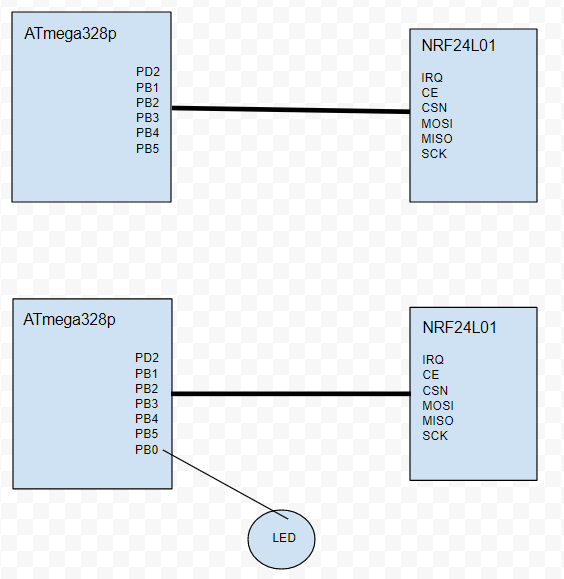 ATmega328p
PD2
PB1
PB2
PB3
PB4
PB5
NRF24L01
IRQ
CE
CSN
MOSI
MISO
SCK
ATmega328p
PD2
PB1
PB2
PB3
PB4
PB5
PB0
NRF24L01
IRQ
CE
CSN
MOSI
MISO
SCK
LED